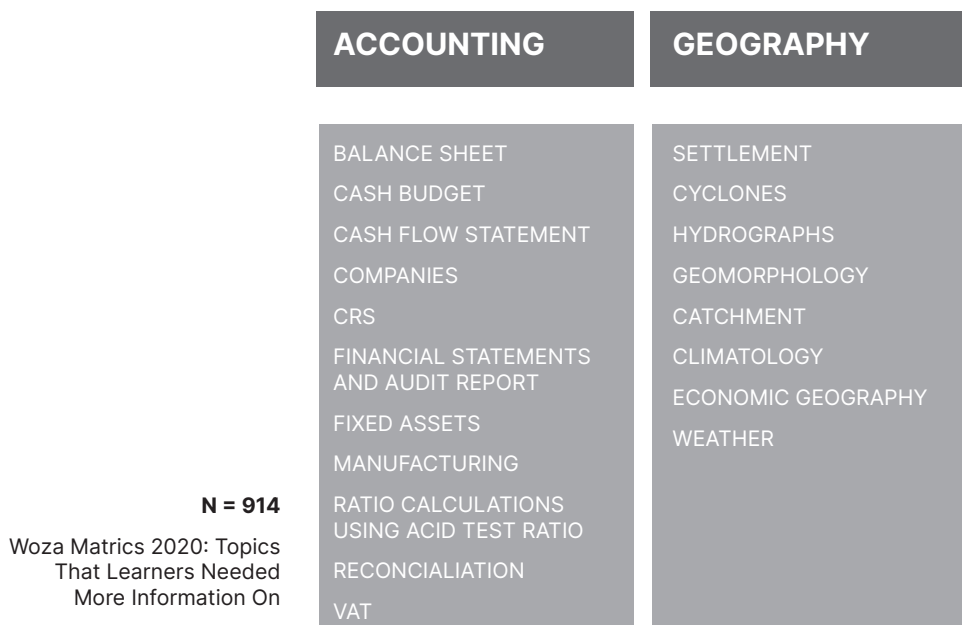 ACCOUNTING
BALANCE SHEET
CASH BUDGET
CASH FLOW STATEMENT
COMPANIES
CRS
FINANCIAL STATEMENTS
AND AUDIT REPORT
FIXED ASSETS
MANUFACTURING
RATIO CALCULATIONS
USING ACID TEST RATIO
RECONCIALIATION
VAT
GEOGRAPHY
SETTLEMENT
CYCLONES
HYDROGRAPHS
GEOMORPHOLOGY
CATCHMENT
CLIMATOLOGY
ECONOMIC GEOGRAPHY
WEATHER
N = 914
Woza Matrics 2020: Topics
That Learners Needed
More Information On